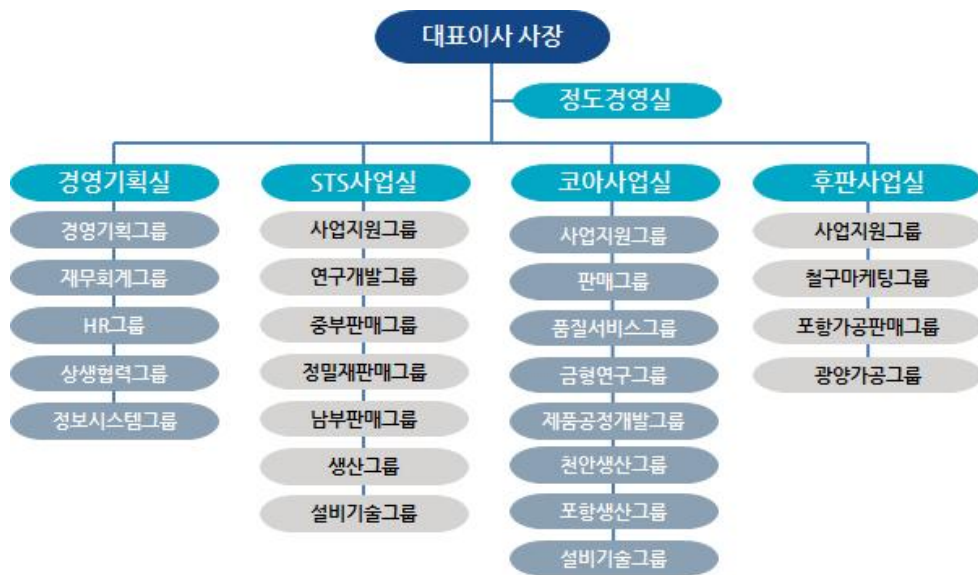 대표이사 사장
정도경영실
경영기획실
경영기획그룹
재무회계그룹
HR그룹
상생협력그룹
정보시스템그룹
STS사업실
사업지원그룹
연구개발그룹
중부판매그룹
정밀재판매그룹
남부판매그룹
생산그룹
설비기술그룹
코아사업실
사업지원그룹
판매그룹
품질서비스그룹
금형연구그룹
제품공정개발그룹
천안생산그룹
포항생산그룹
설비기술그룹
후판사업실
사업지원그룹
철구마케팅그룹
포항가공판매그룹
광양가공그룹